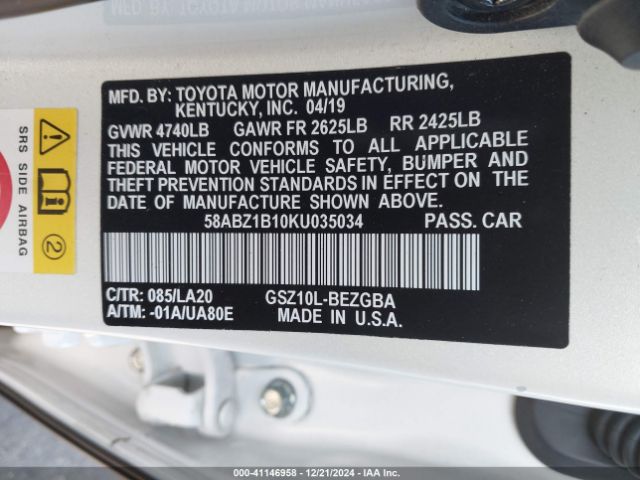 MFD. BY: TOYOTA MOTOR MANUFACTURING,
KENTUCKY, INC. 04/19
GVWR 4740LB GAWR FR 2625LB RR 2425LB
THIS VEHICLE CONFORMS TO ALL APPLICABLE
FEDERAL MOTOR VEHICLE SAFETY, BUMPER AND
THEFT PREVENTION STANDARDS IN EFFECT ON THE
DATE OF MANUFACTURE SHOWN ABOVE.
58ABZ1B10KU035034 PASS. CAR
C/TR: 085/LA20 GSZ10L-BEZGBA
A/TM: -01A/UA80E MADE IN U.S.A.
SRS SIDE AIRBAG
2
000-41146958 - 12/21/2024 - IAA Inc.